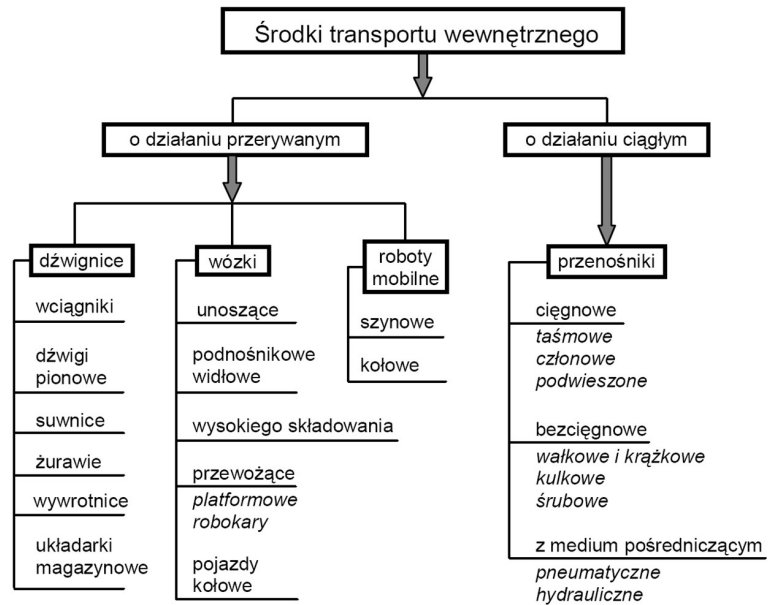 Środki transportu wewnętrznego
o działaniu przerywanym
o działaniu ciągłym
dźwignice
wciągniki
dźwigi
pionowe
suwnice
żurawie
wywrotnice
układarki
magazynowe
wózki
unoszące
podnośnikowe
widłowe
wysokiego składowania
przewożące
platformowe
robokary
pojazdy
kołowe
roboty
mobilne
szynowe
kołowe
przenośniki
cięgnowe
taśmowe
członowe
podwieszone
bezcięgnowe
wałkowe i krążkowe
kulkowe
śrubowe
z medium pośredniczącym
pneumatyczne
hydrauliczne